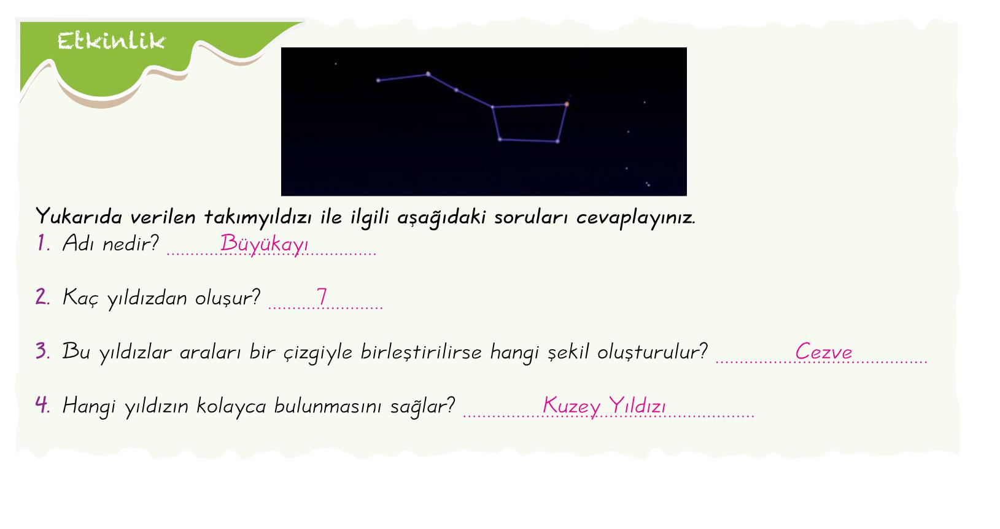 Etkinlik
Yukarıda verilen takımyıldızı ile ilgili aşağıdaki soruları cevaplayınız.
1. Adı nedir? Büyükayı
2. Kaç yıldızdan oluşur? 7
3. Bu yıldızlar araları bir çizgiyle birleştirilirse hangi şekil oluşturulur? Cezve
4. Hangi yıldızın kolayca bulunmasını sağlar? Kuzey Yıldızı